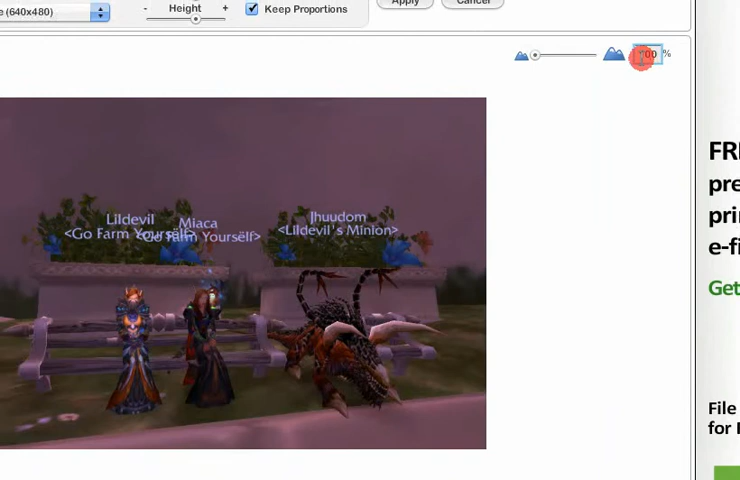 e (640x480)
- Height +
Keep Proportions
Apply
Cancel
%
Lildevil
Miaca
<Go Farm Yourself>
Farm Yourself>
Jhuudom
<Lildevil's Minion>
FR
pre
pri
e-fi
Get
File
for